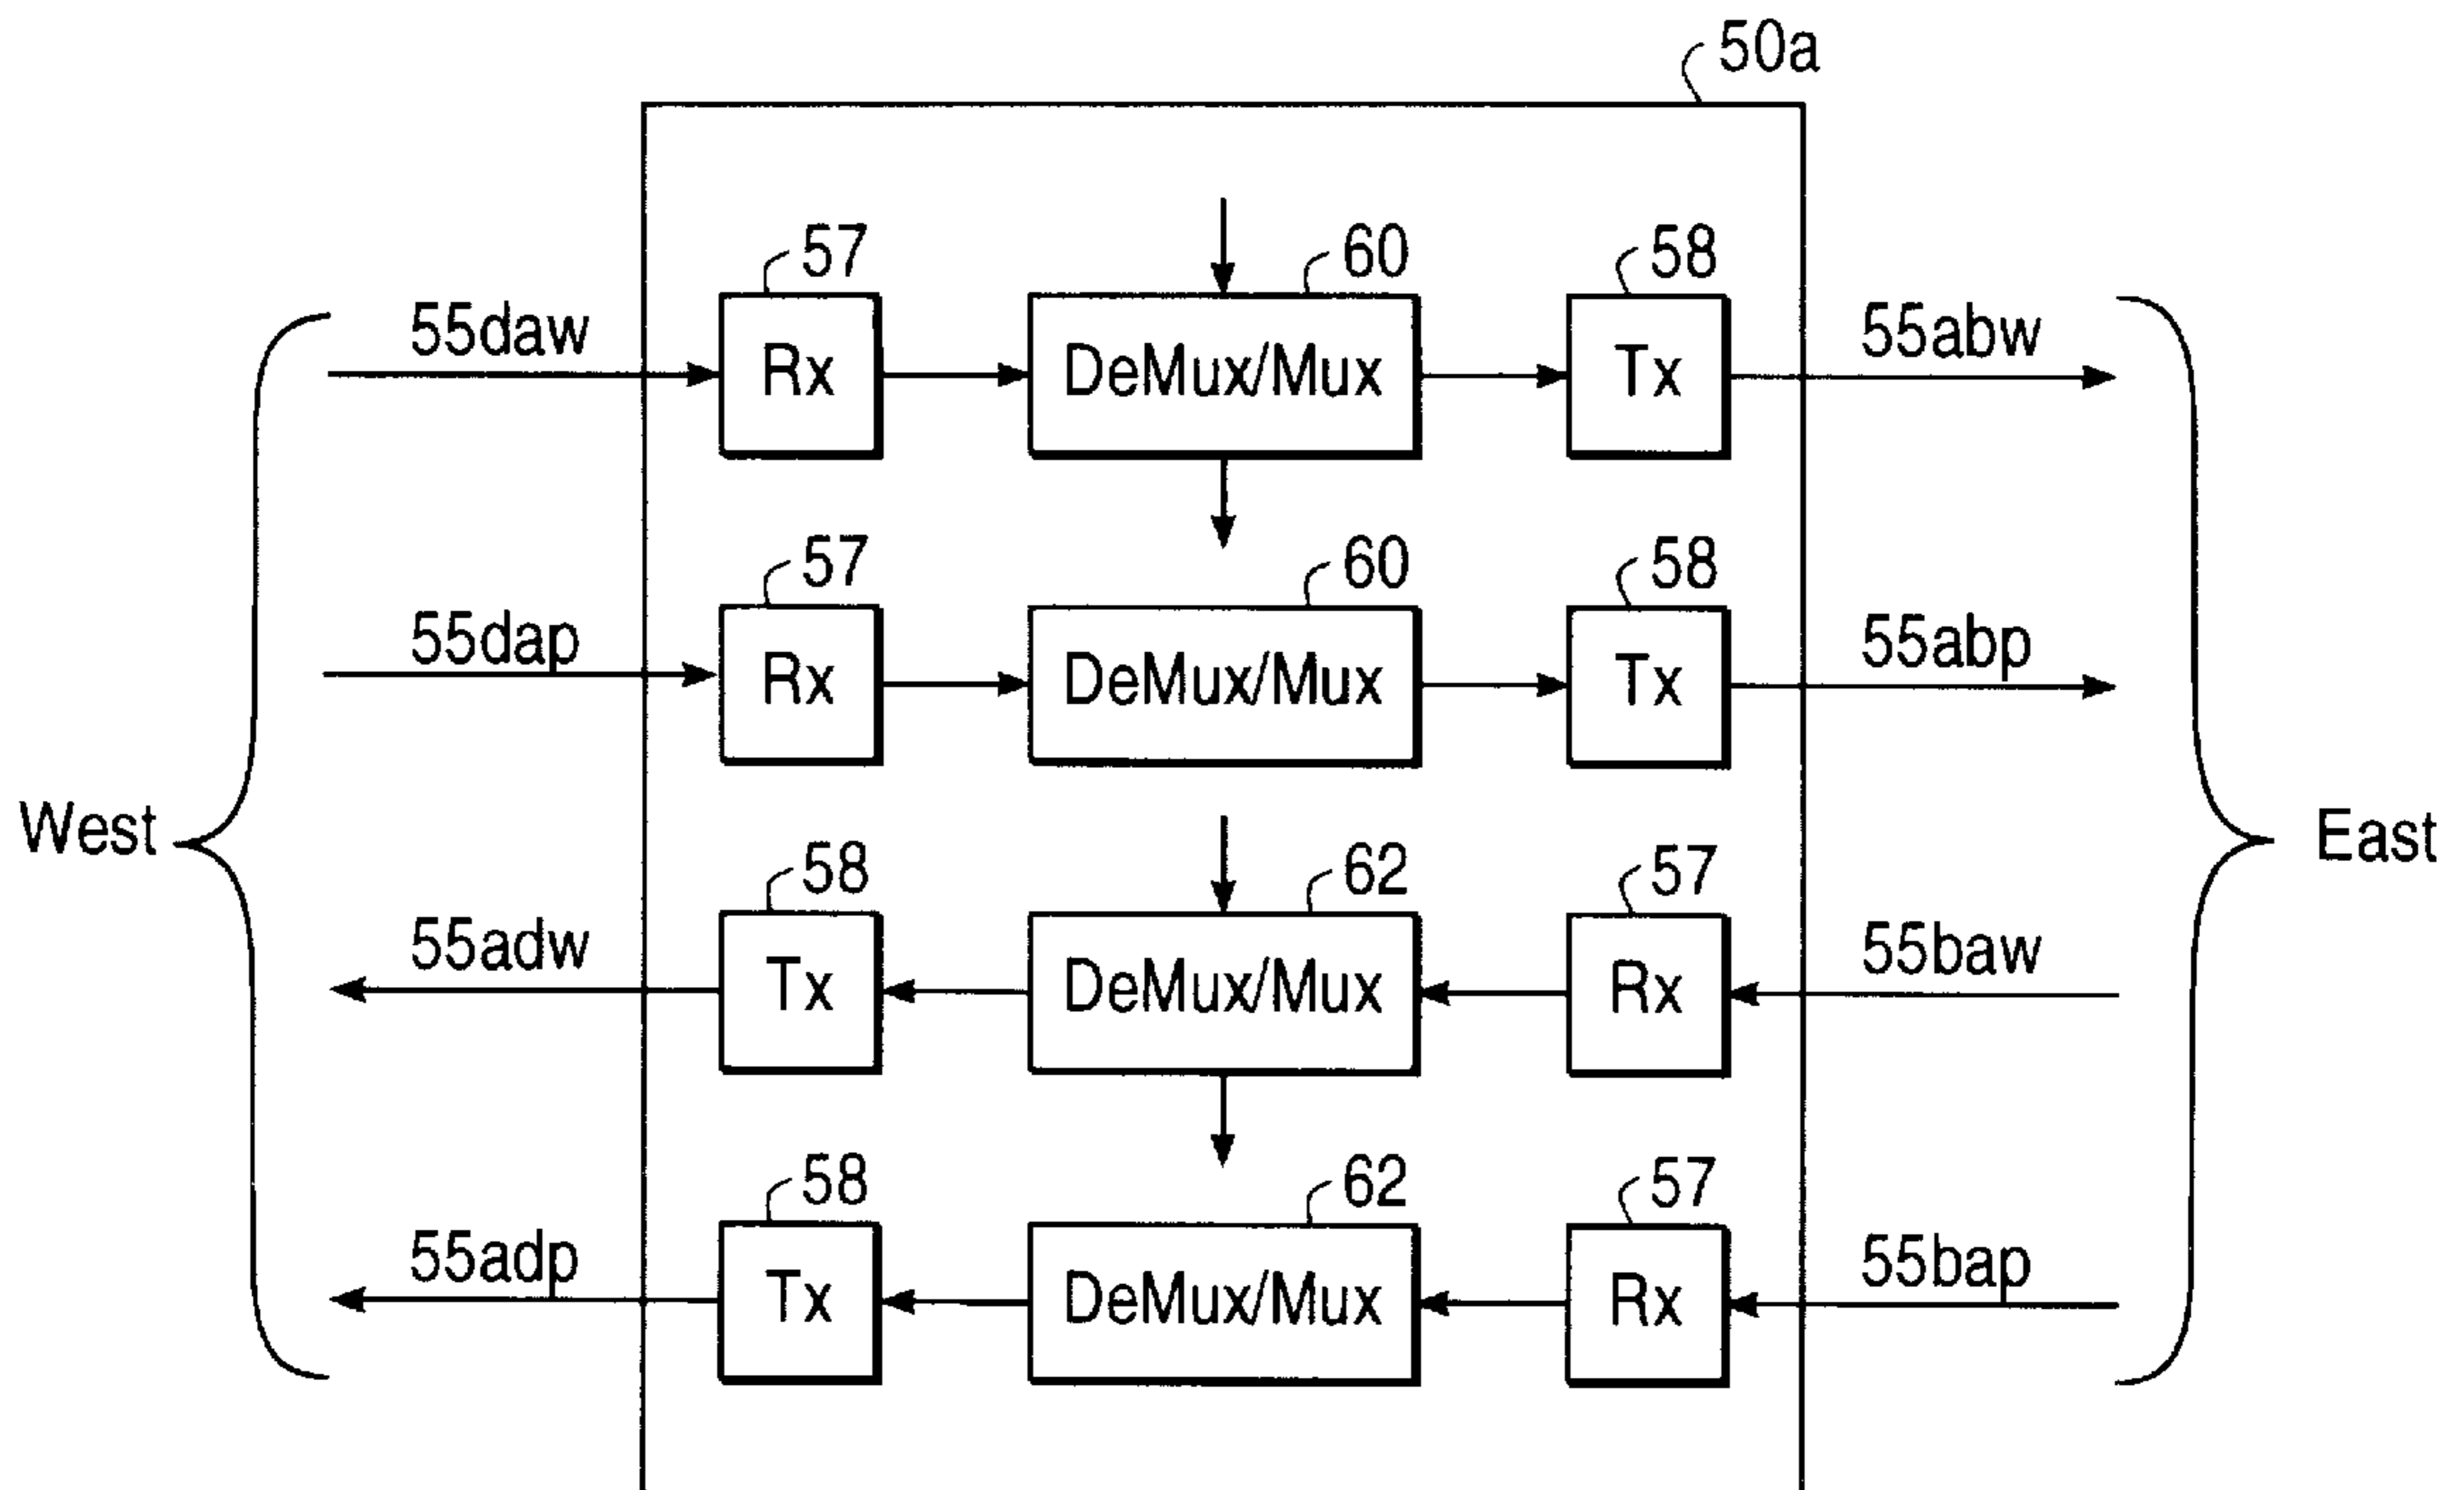 50a
57 60 58
55daw Rx DeMux/Mux Tx 55abw
57 60 58
55dap Rx DeMux/Mux Tx 55abp
West East
58 62 57
55adw Tx DeMux/Mux Rx 55baw
58 62 57
55adp Tx DeMux/Mux Rx 55bap